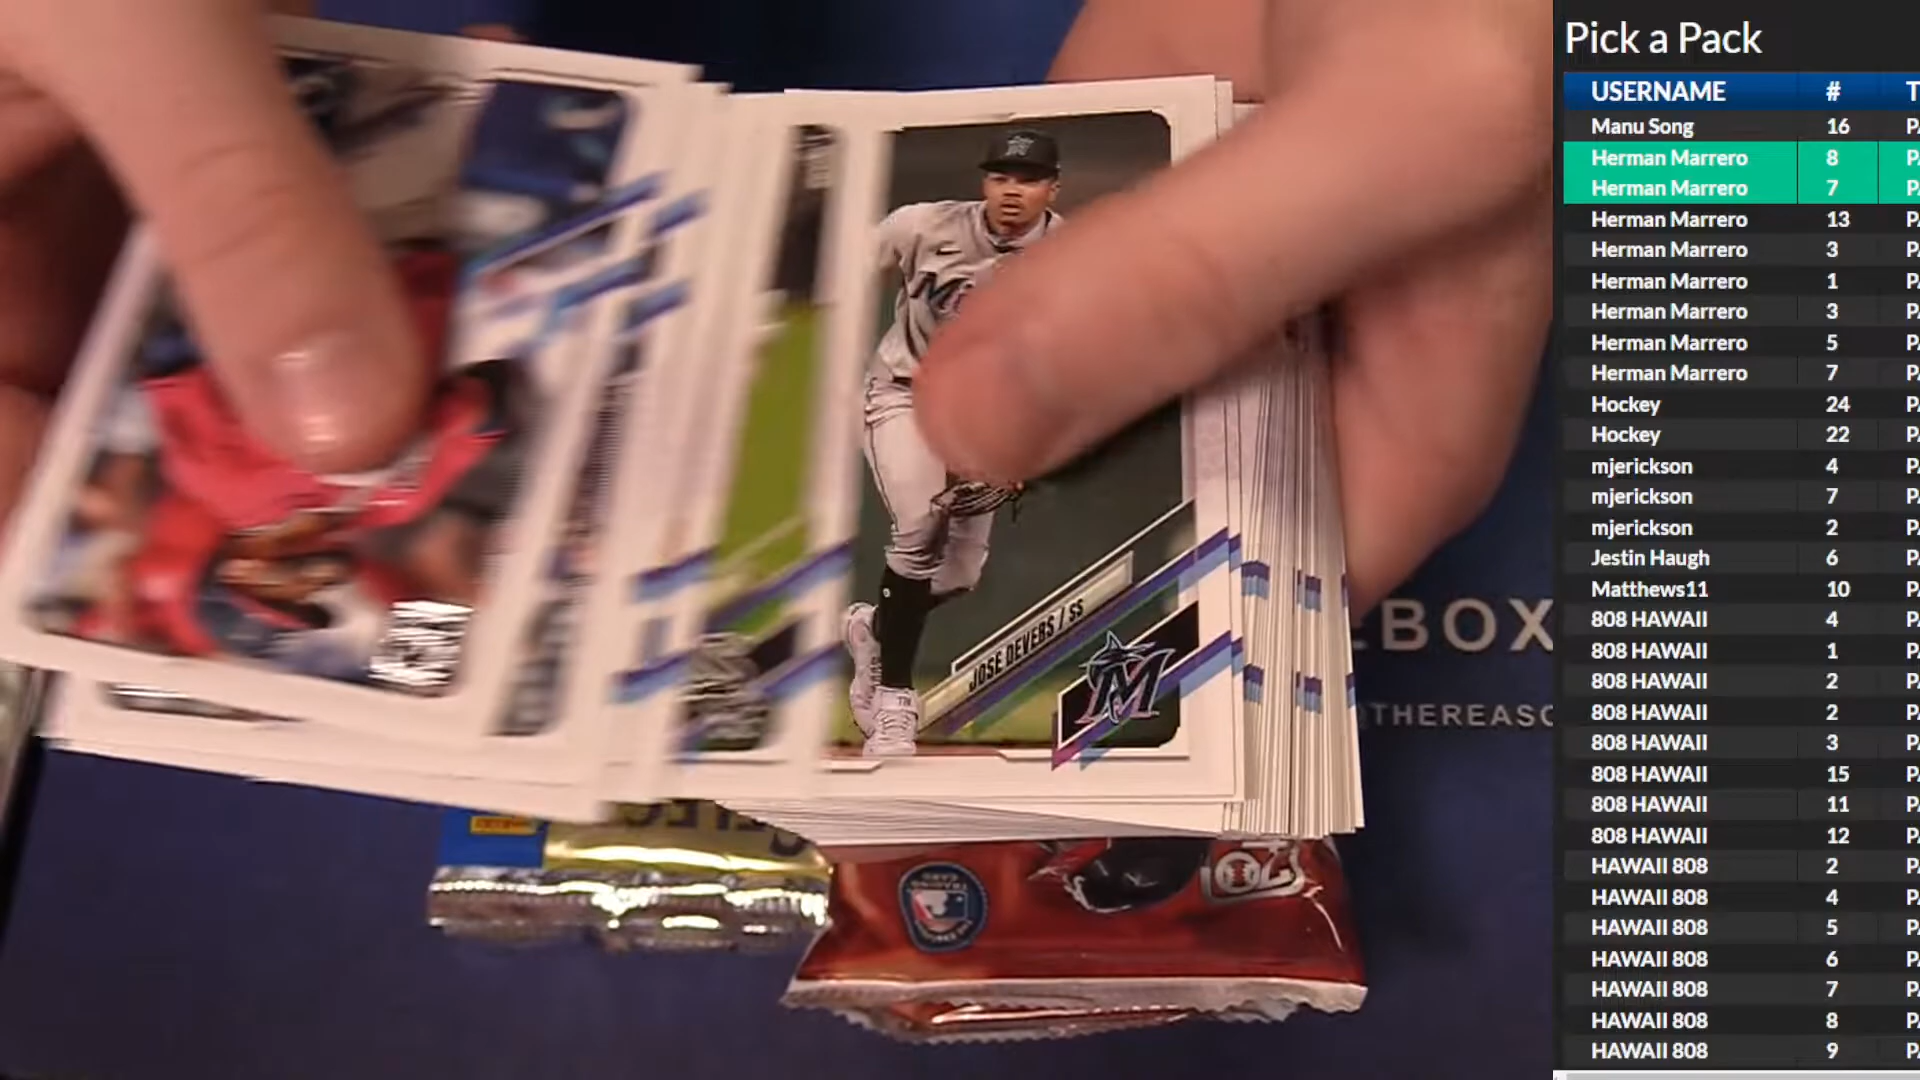 Pick a Pack
USERNAME # T
Manu Song 16
Herman Marrero 8
Herman Marrero 7
Herman Marrero 13
Herman Marrero 3
Herman Marrero 1
Herman Marrero 3
Herman Marrero 5
Herman Marrero 7
Hockey 24
Hockey 22
mjerickson 4
mjerickson 7
mjerickson 2
Jestin Haugh 6
Matthews11 10
808 HAWAII 4
808 HAWAII 1
808 HAWAII 2
808 HAWAII 2
808 HAWAII 3
808 HAWAII 15
808 HAWAII 11
808 HAWAII 12
HAWAII 808 2
HAWAII 808 4
HAWAII 808 5
HAWAII 808 6
HAWAII 808 7
HAWAII 808 8
HAWAII 808 9
JOSE DEVERS / SS
M
BOX
THEREASO